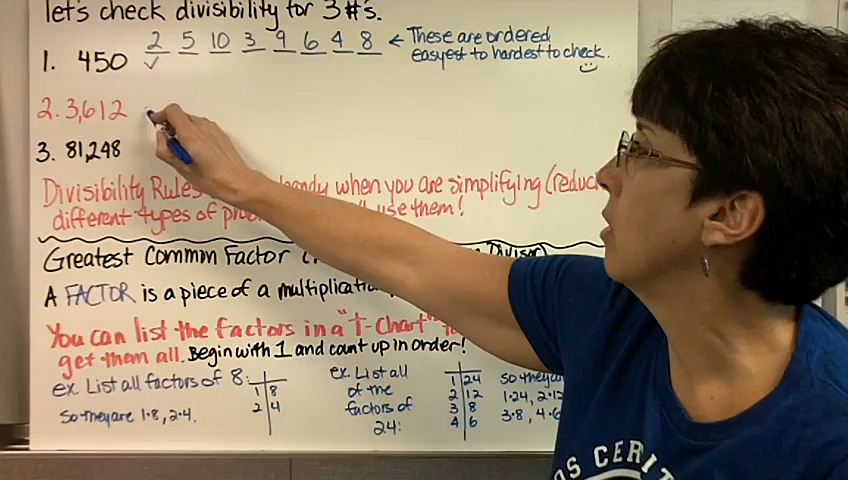 let's check divisibility for 3 #'s.
2 5 10 3 9 6 4 8 ← These are ordered
easyest to hardest to check.
1. 450 ✓
2. 3,612
3. 81,248
Divisibility Rules handy when you are simplifying
different types of use them!
Greatest Common Factor
A FACTOR is a piece of a
You can list the factors in a "t-chart"
get them all. Begin with 1 and count up in order!
ex. List all factors of 8:
1 8
2 4
So they are 1·8, 2·4.
ex. List all
of the
factors of
24:
1 24
2 12
3 8
4 6
So they
1·24, 2·12
3·8, 4·6
CERRIT